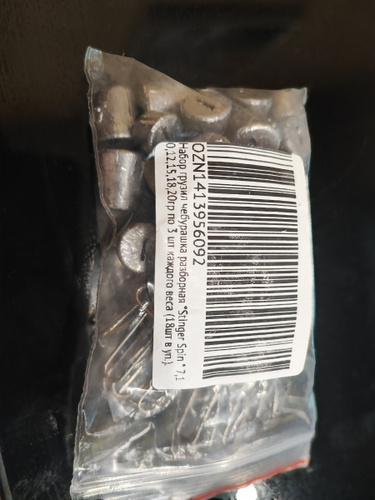 OZN1413956092
Набор грузил чебурашка разборная "Stinger Spin " 7,1
0,12,15,18,20гр по 3 шт каждого веса (18шт в уп.)